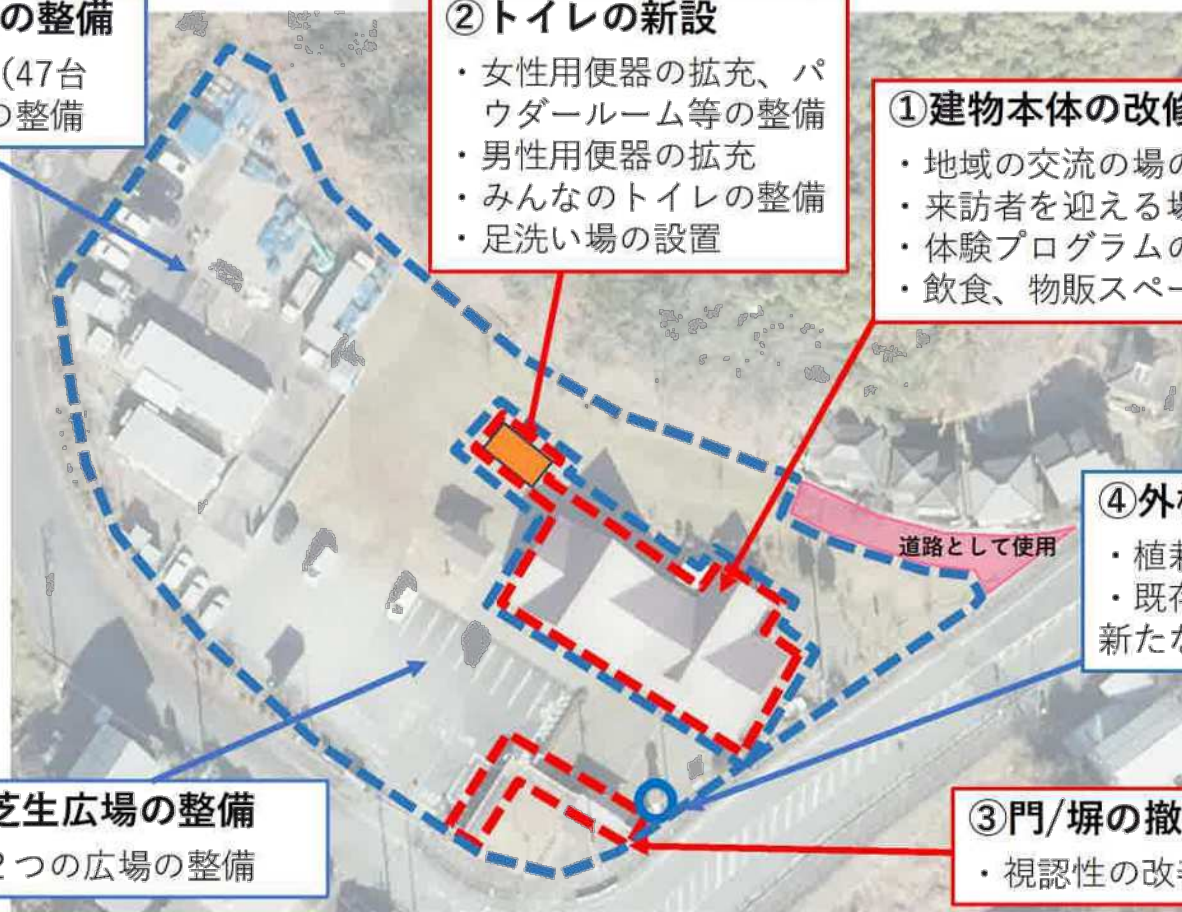 の整備
(47台
の整備
②トイレの新設
・女性用便器の拡充、パ
ウダールーム等の整備
・男性用便器の拡充
・みんなのトイレの整備
・足洗い場の設置
①建物本体の改修
・地域の交流の場の
・来訪者を迎える場
・体験プログラムの
・飲食、物販スペー
道路として使用
④外
・植栽
・既存
新たな
芝生広場の整備
２つの広場の整備
③門/塀の撤
・視認性の改善